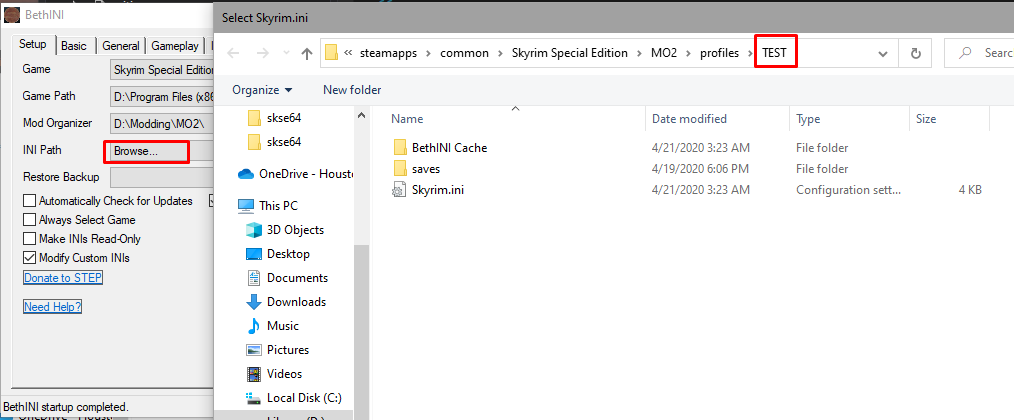 BethINI
Setup
Basic
General
Gameplay
Game
Skyrim Special Edition
Game Path
D:\Program Files (x86
Mod Organizer
D:\Modding\MO2\
INI Path
Browse...
Restore Backup
Automatically Check for Updates
Always Select Game
Make INIs Read-Only
Modify Custom INIs
Donate to STEP
Need Help?
BethINI startup completed.
Select Skyrim.ini
« steamapps › common › Skyrim Special Edition › MO2 › profiles › TEST
Searc
Organize
New folder
skse64
skse64
OneDrive - Houste
This PC
3D Objects
Desktop
Documents
Downloads
Music
Pictures
Videos
Local Disk (C:)
Name Date modified Type Size
BethINI Cache 4/21/2020 3:23 AM File folder
saves 4/19/2020 6:06 PM File folder
Skyrim.ini 4/21/2020 3:23 AM Configuration sett... 4 KB